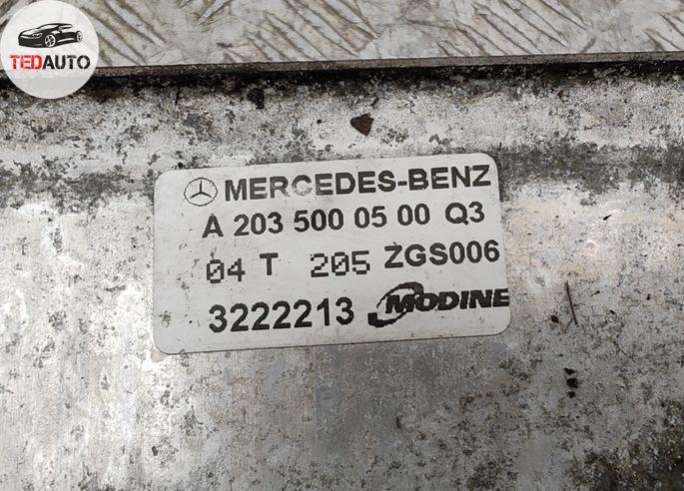 TEDAUTO
MERCEDES-BENZ
A 203 500 05 00 Q3
04 T 205 ZGS006
3222213 MODINE